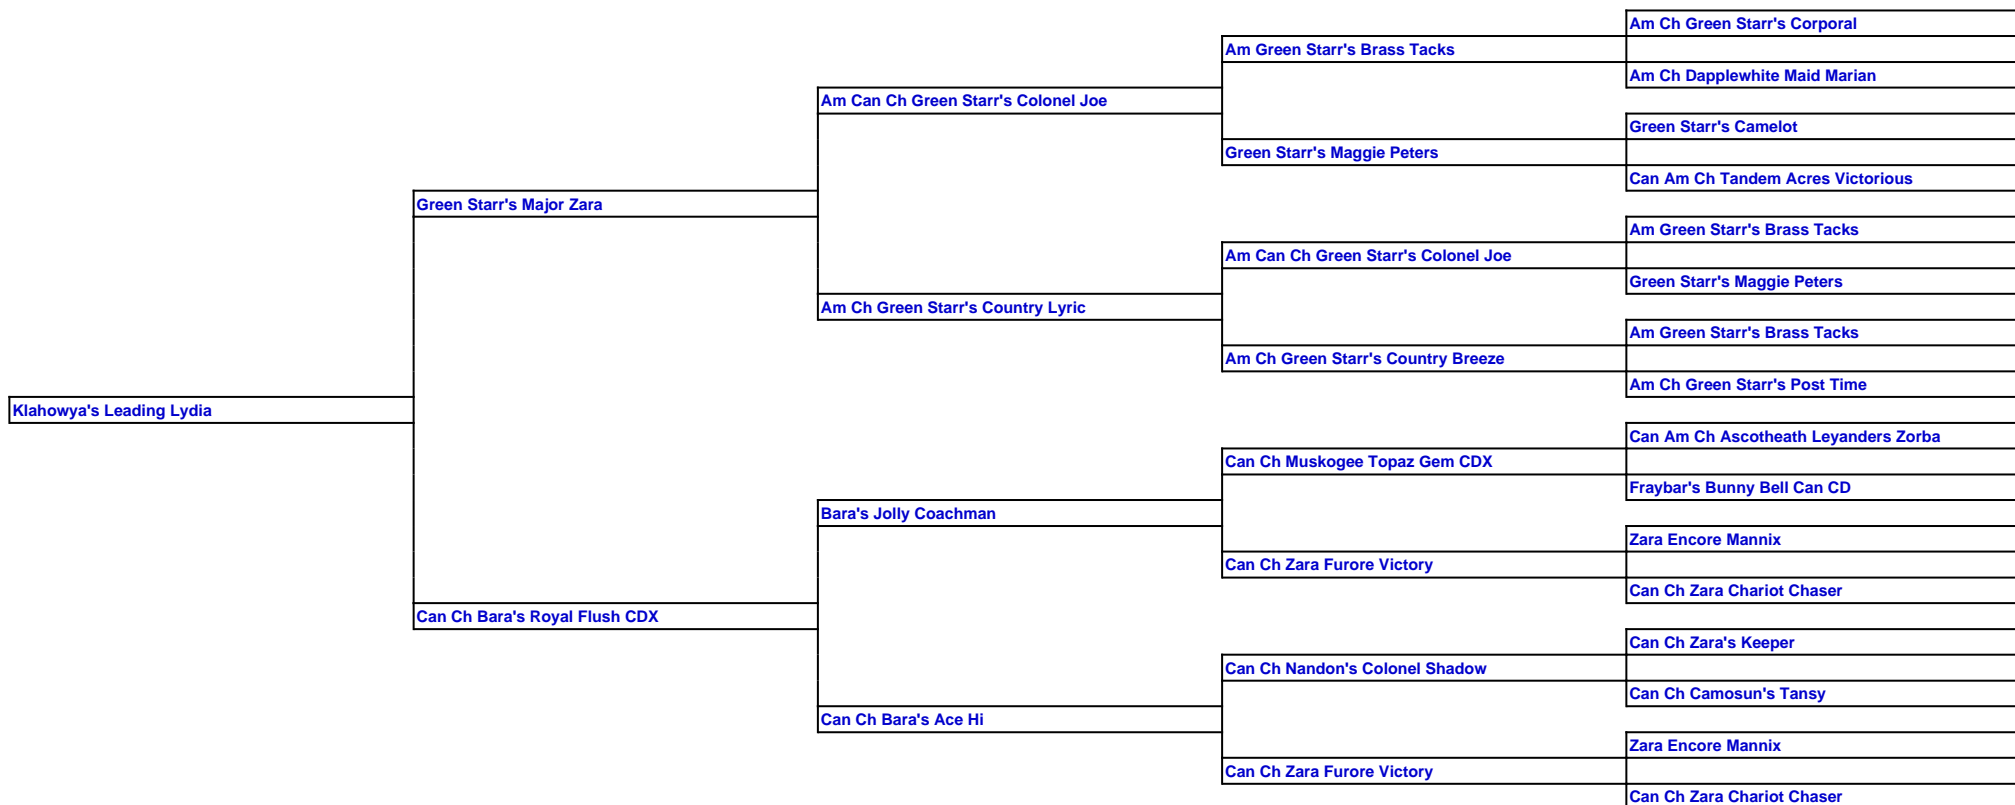 Am Ch Green Starr's Corporal
Am Green Starr's Brass Tacks
Am Ch Dapplewhite Maid Marian
Am Can Ch Green Starr's Colonel Joe
Green Starr's Camelot
Green Starr's Maggie Peters
Can Am Ch Tandem Acres Victorious
Green Starr's Major Zara
Am Green Starr's Brass Tacks
Am Can Ch Green Starr's Colonel Joe
Green Starr's Maggie Peters
Am Ch Green Starr's Country Lyric
Am Green Starr's Brass Tacks
Am Ch Green Starr's Country Breeze
Am Ch Green Starr's Post Time
Klahowya's Leading Lydia
Can Am Ch Ascotheath Leyanders Zorba
Can Ch Muskogee Topaz Gem CDX
Fraybar's Bunny Bell Can CD
Bara's Jolly Coachman
Zara Encore Mannix
Can Ch Zara Furore Victory
Can Ch Zara Chariot Chaser
Can Ch Bara's Royal Flush CDX
Can Ch Zara's Keeper
Can Ch Nandon's Colonel Shadow
Can Ch Camosun's Tansy
Can Ch Bara's Ace Hi
Zara Encore Mannix
Can Ch Zara Furore Victory
Can Ch Zara Chariot Chaser